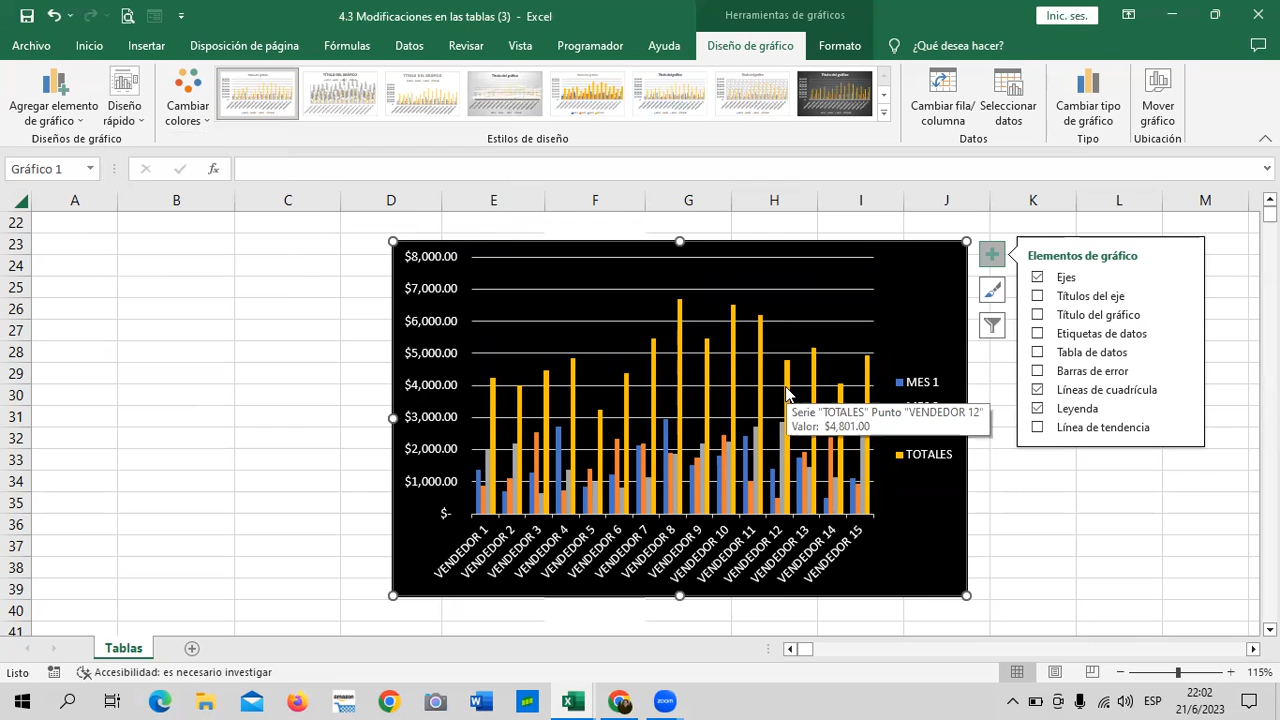 4.3 Modificaciones en las tablas (3) - Excel
Herramientas de gráficos
Inic. ses.
Archivo Inicio Insertar Disposición de página Fórmulas Datos Revisar Vista Programador Ayuda Diseño de gráfico Formato ¿Qué desea hacer?
Agregar elemento de gráfico
Diseño rápido
Cambiar colores
Cambiar fila/columna
Seleccionar datos
Cambiar tipo de gráfico
Mover gráfico
Diseños de gráfico
Estilos de diseño
Datos
Tipo
Ubicación
Gráfico 1
fx
A B C D E F G H I J K L M
22
23
24
25
26
27
28
29
30
31
32
33
34
35
36
37
38
39
40
41
$8,000.00
$7,000.00
$6,000.00
$5,000.00
$4,000.00
$3,000.00
$2,000.00
$1,000.00
$-
VENDEDOR 1
VENDEDOR 2
VENDEDOR 3
VENDEDOR 4
VENDEDOR 5
VENDEDOR 6
VENDEDOR 7
VENDEDOR 8
VENDEDOR 9
VENDEDOR 10
VENDEDOR 11
VENDEDOR 12
VENDEDOR 13
VENDEDOR 14
VENDEDOR 15
MES 1
TOTALES
Serie "TOTALES" Punto "VENDEDOR 12"
Valor: $4,801.00
Elementos de gráfico
Ejes
Títulos del eje
Título del gráfico
Etiquetas de datos
Tabla de datos
Barras de error
Líneas de cuadrícula
Leyenda
Línea de tendencia
Tablas
Listo
Accesibilidad: es necesario investigar
115%
ESP
22:02
21/6/2023